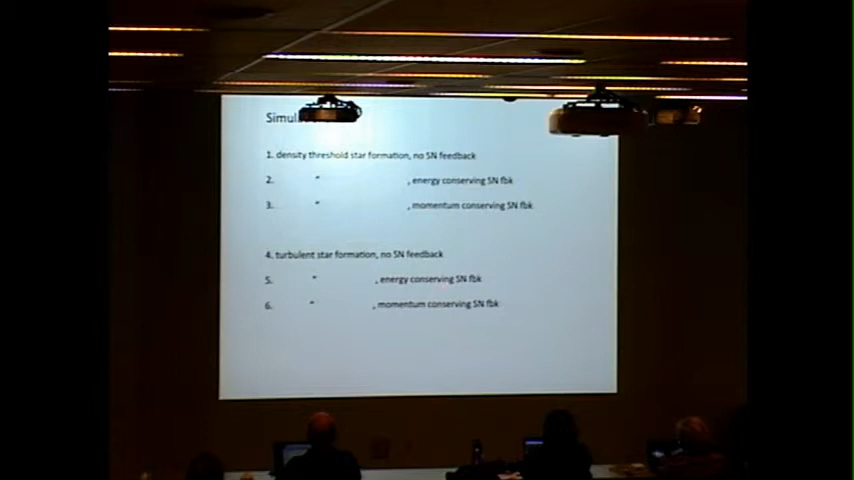 1. density threshold star formation, no SN feedback
2. " , energy conserving SN fbk
3. " , momentum conserving SN fbk
4. turbulent star formation, no SN feedback
5. " , energy conserving SN fbk
6. " , momentum conserving SN fbk